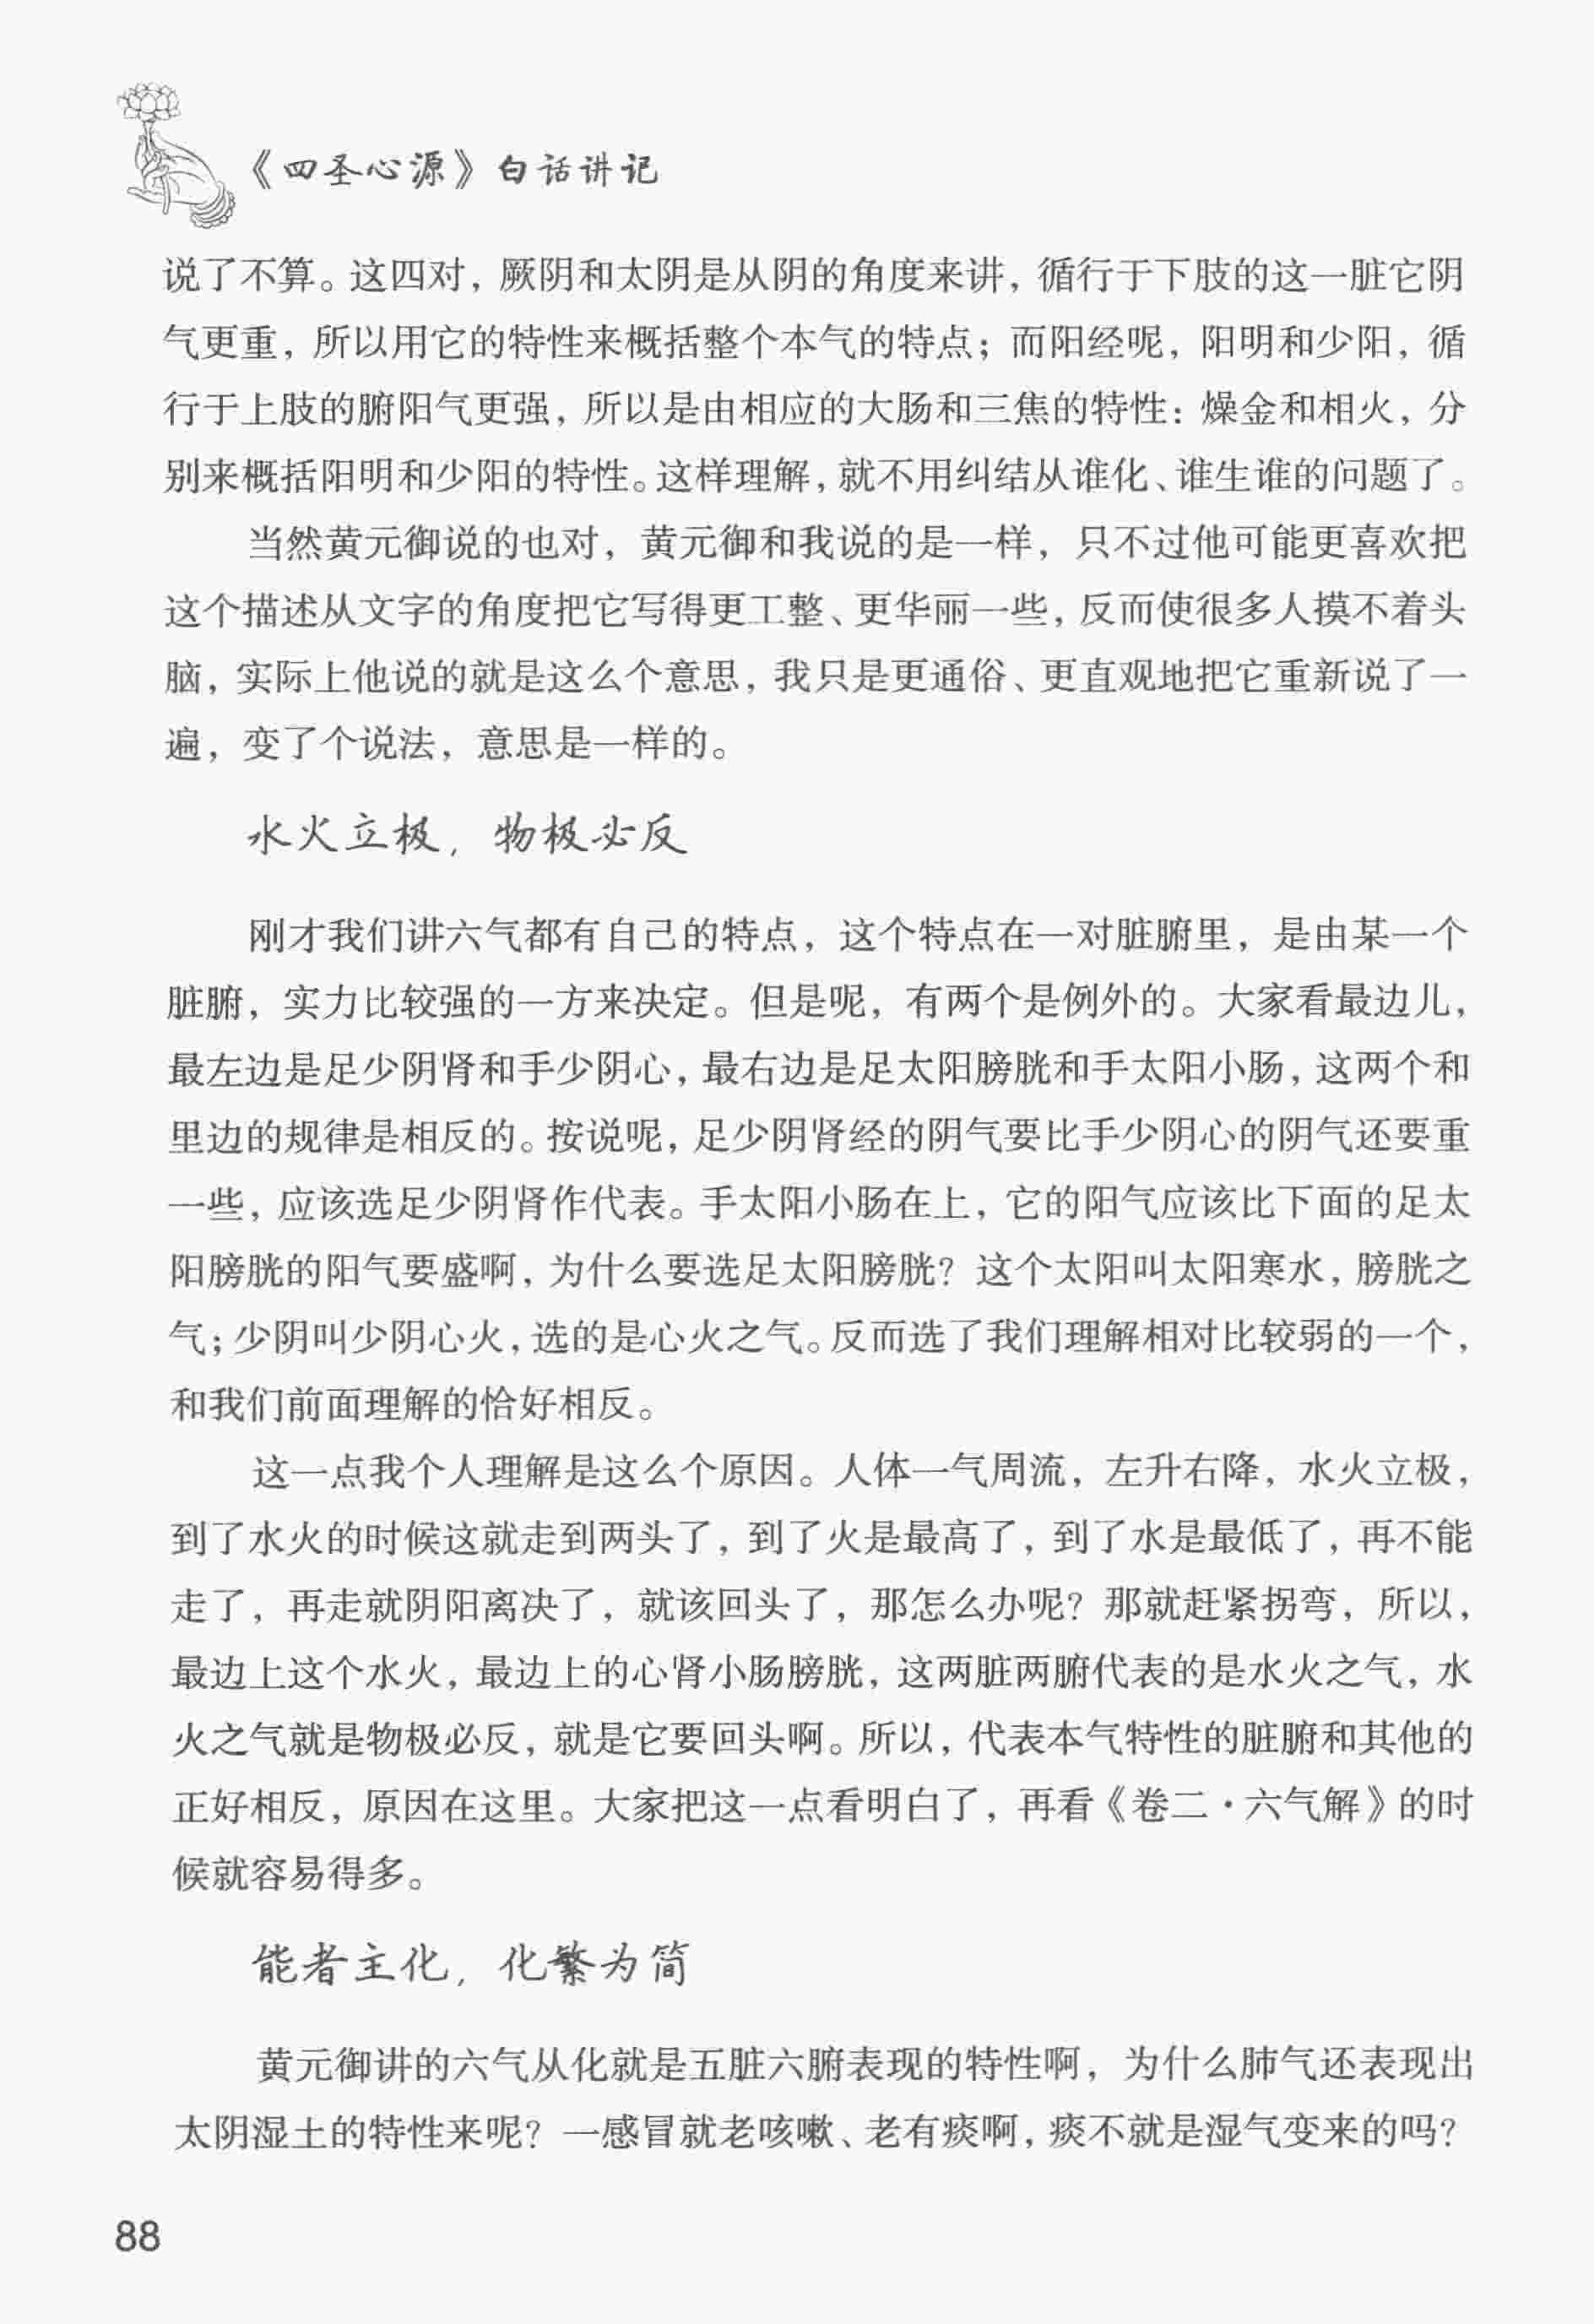 《四圣心源》白话讲记
说了不算。这四对，厥阴和太阴是从阴的角度来讲，循行于下肢的这一脏它阴
气更重，所以用它的特性来概括整个本气的特点；而阳经呢，阳明和少阳，循
行于上肢的腑阳气更强，所以是由相应的大肠和三焦的特性：燥金和相火，分
别来概括阳明和少阳的特性。这样理解，就不用纠结从谁化、谁生谁的问题了。
当然黄元御说的也对，黄元御和我说的是一样，只不过他可能更喜欢把
这个描述从文字的角度把它写得更工整、更华丽一些，反而使很多人摸不着头
脑，实际上他说的就是这么个意思，我只是更通俗、更直观地把它重新说了一
遍，变了个说法，意思是一样的。
水火立极，物极必反
刚才我们讲六气都有自己的特点，这个特点在一对脏腑里，是由某一个
脏腑，实力比较强的一方来决定。但是呢，有两个是例外的。大家看最边儿，
最左边是足少阴肾和手少阴心，最右边是足太阳膀胱和手太阳小肠，这两个和
里边的规律是相反的。按说呢，足少阴肾经的阴气要比手少阴心的阴气还要重
一些，应该选足少阴肾作代表。手太阳小肠在上，它的阳气应该比下面的足太
阳膀胱的阳气要盛啊，为什么要选足太阳膀胱？这个太阳叫太阳寒水，膀胱之
气；少阴叫少阴心火，选的是心火之气。反而选了我们理解相对比较弱的一个，
和我们前面理解的恰好相反。
这一点我个人理解是这么个原因。人体一气周流，左升右降，水火立极，
到了水火的时候这就走到两头了，到了火是最高了，到了水是最低了，再不能
走了，再走就阴阳离决了，就该回头了，那怎么办呢？那就赶紧拐弯，所以，
最边上这个水火，最边上的心肾小肠膀胱，这两脏两腑代表的是水火之气，水
火之气就是物极必反，就是它要回头啊。所以，代表本气特性的脏腑和其他的
正好相反，原因在这里。大家把这一点看明白了，再看《卷二·六气解》的时
候就容易得多。
能者主化，化繁为简
黄元御讲的六气从化就是五脏六腑表现的特性啊，为什么肺气还表现出
太阴湿土的特性来呢？一感冒就老咳嗽、老有痰啊，痰不就是湿气变来的吗？
88